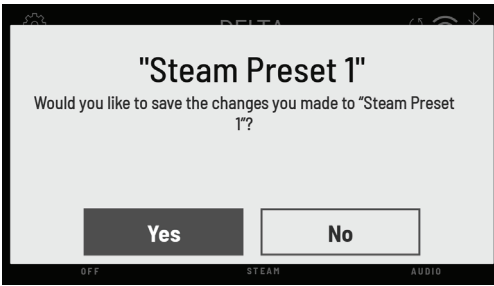 DELTA
"Steam Preset 1"
Would you like to save the changes you made to “Steam Preset
1”?
Yes
No
OFF
STEAM
AUDIO